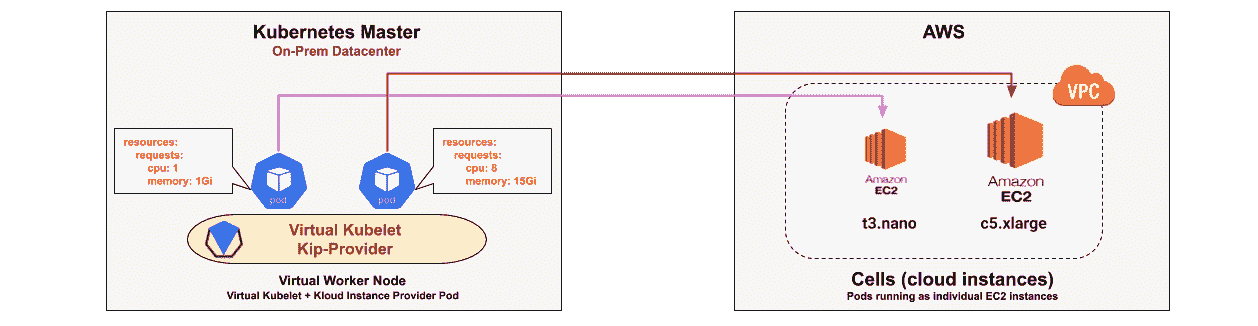 Kubernetes Master
On-Prem Datacenter
resources:
requests:
cpu: 1
memory: 1Gi
pod
resources:
requests:
cpu: 8
memory: 15Gi
pod
Virtual Kubelet
Kip-Provider
Virtual Worker Node
Virtual Kubelet + Kloud Instance Provider Pod
AWS
VPC
Amazon
EC2
t3.nano
Amazon
EC2
c5.xlarge
Cells (cloud instances)
Pods running as individual EC2 instances